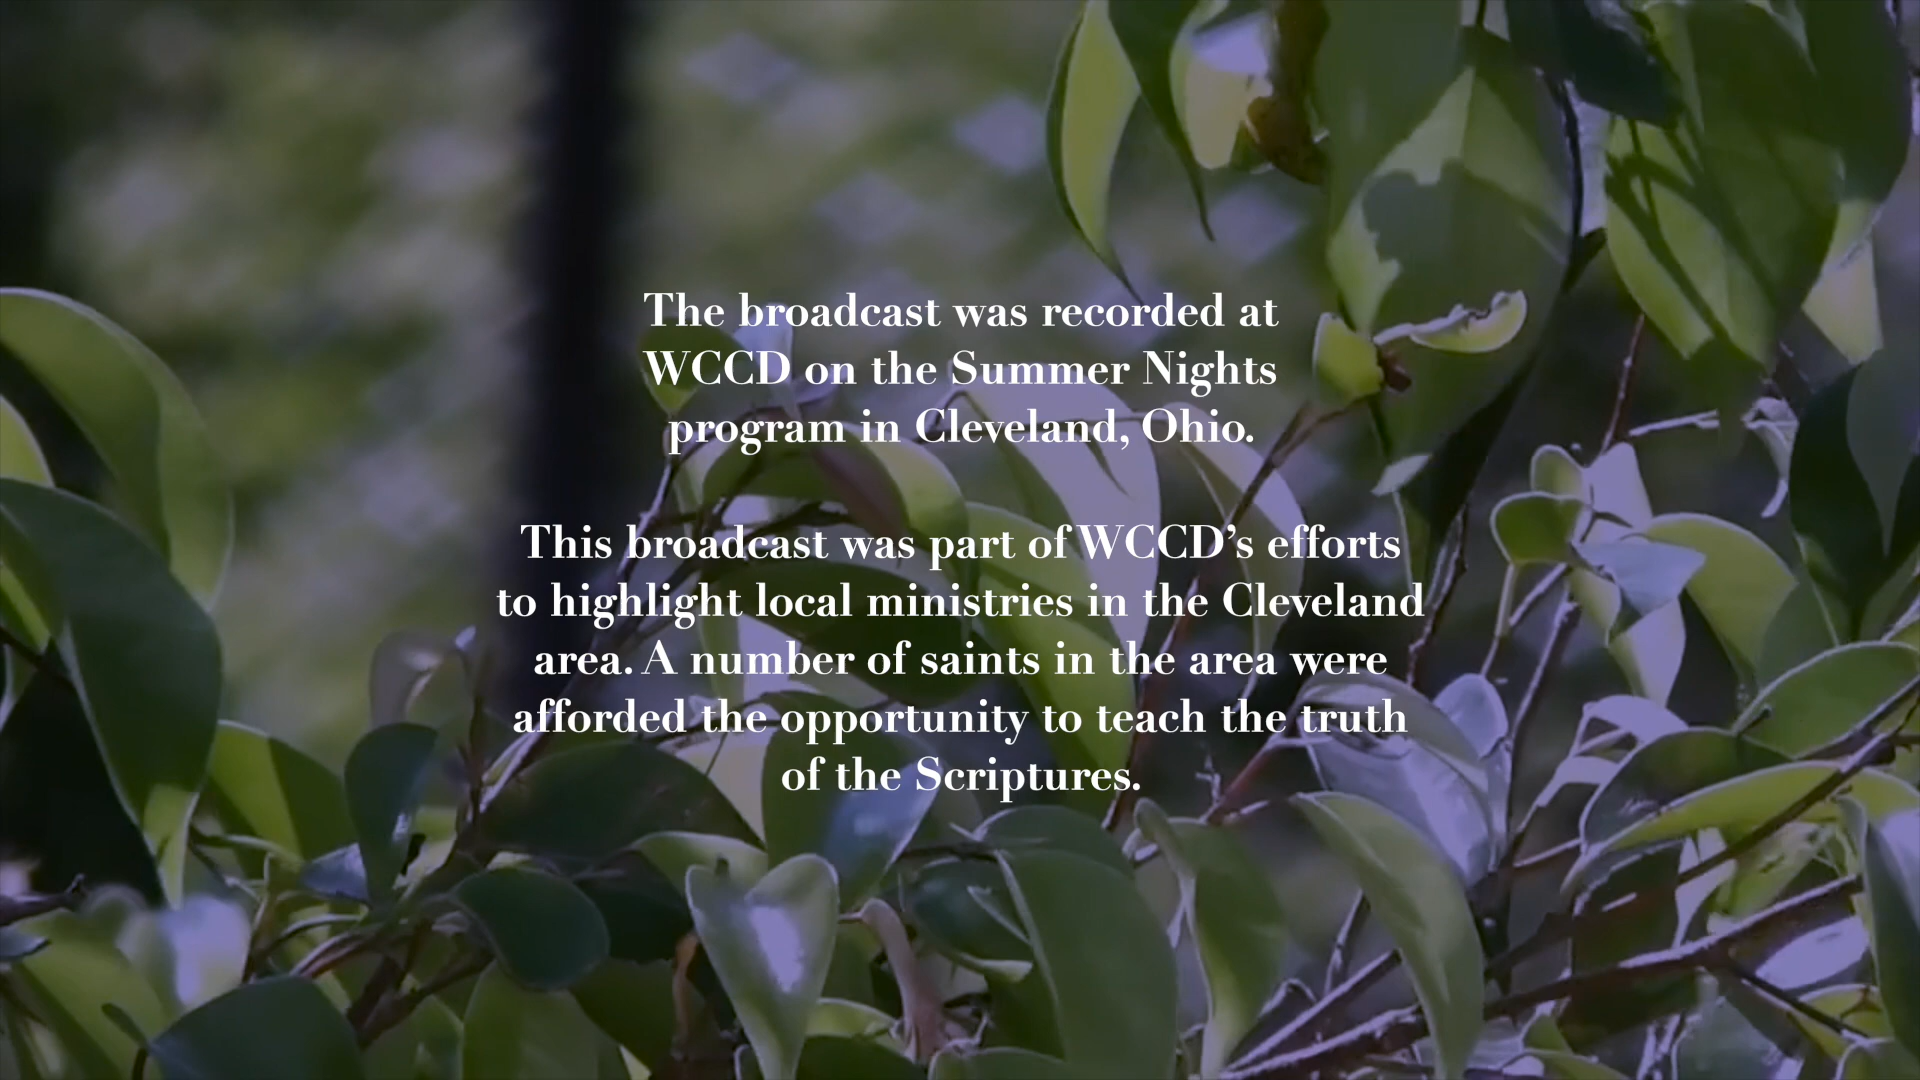 The broadcast was recorded at
WCCD on the Summer Nights
program in Cleveland, Ohio.
This broadcast was part of WCCD’s efforts
to highlight local ministries in the Cleveland
area. A number of saints in the area were
afforded the opportunity to teach the truth
of the Scriptures.